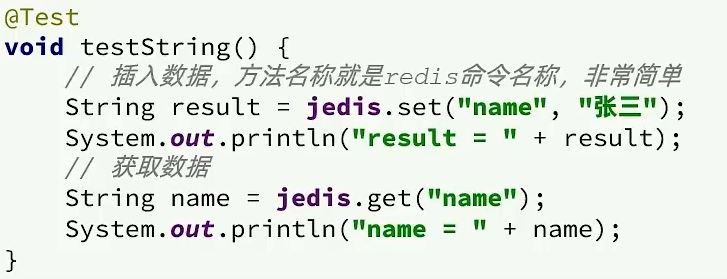 @Test
void testString() {
    // 插入数据，方法名称就是redis命令名称，非常简单
    String result = jedis.set("name", "张三");
    System.out.println("result = " + result);
    // 获取数据
    String name = jedis.get("name");
    System.out.println("name = " + name);
}